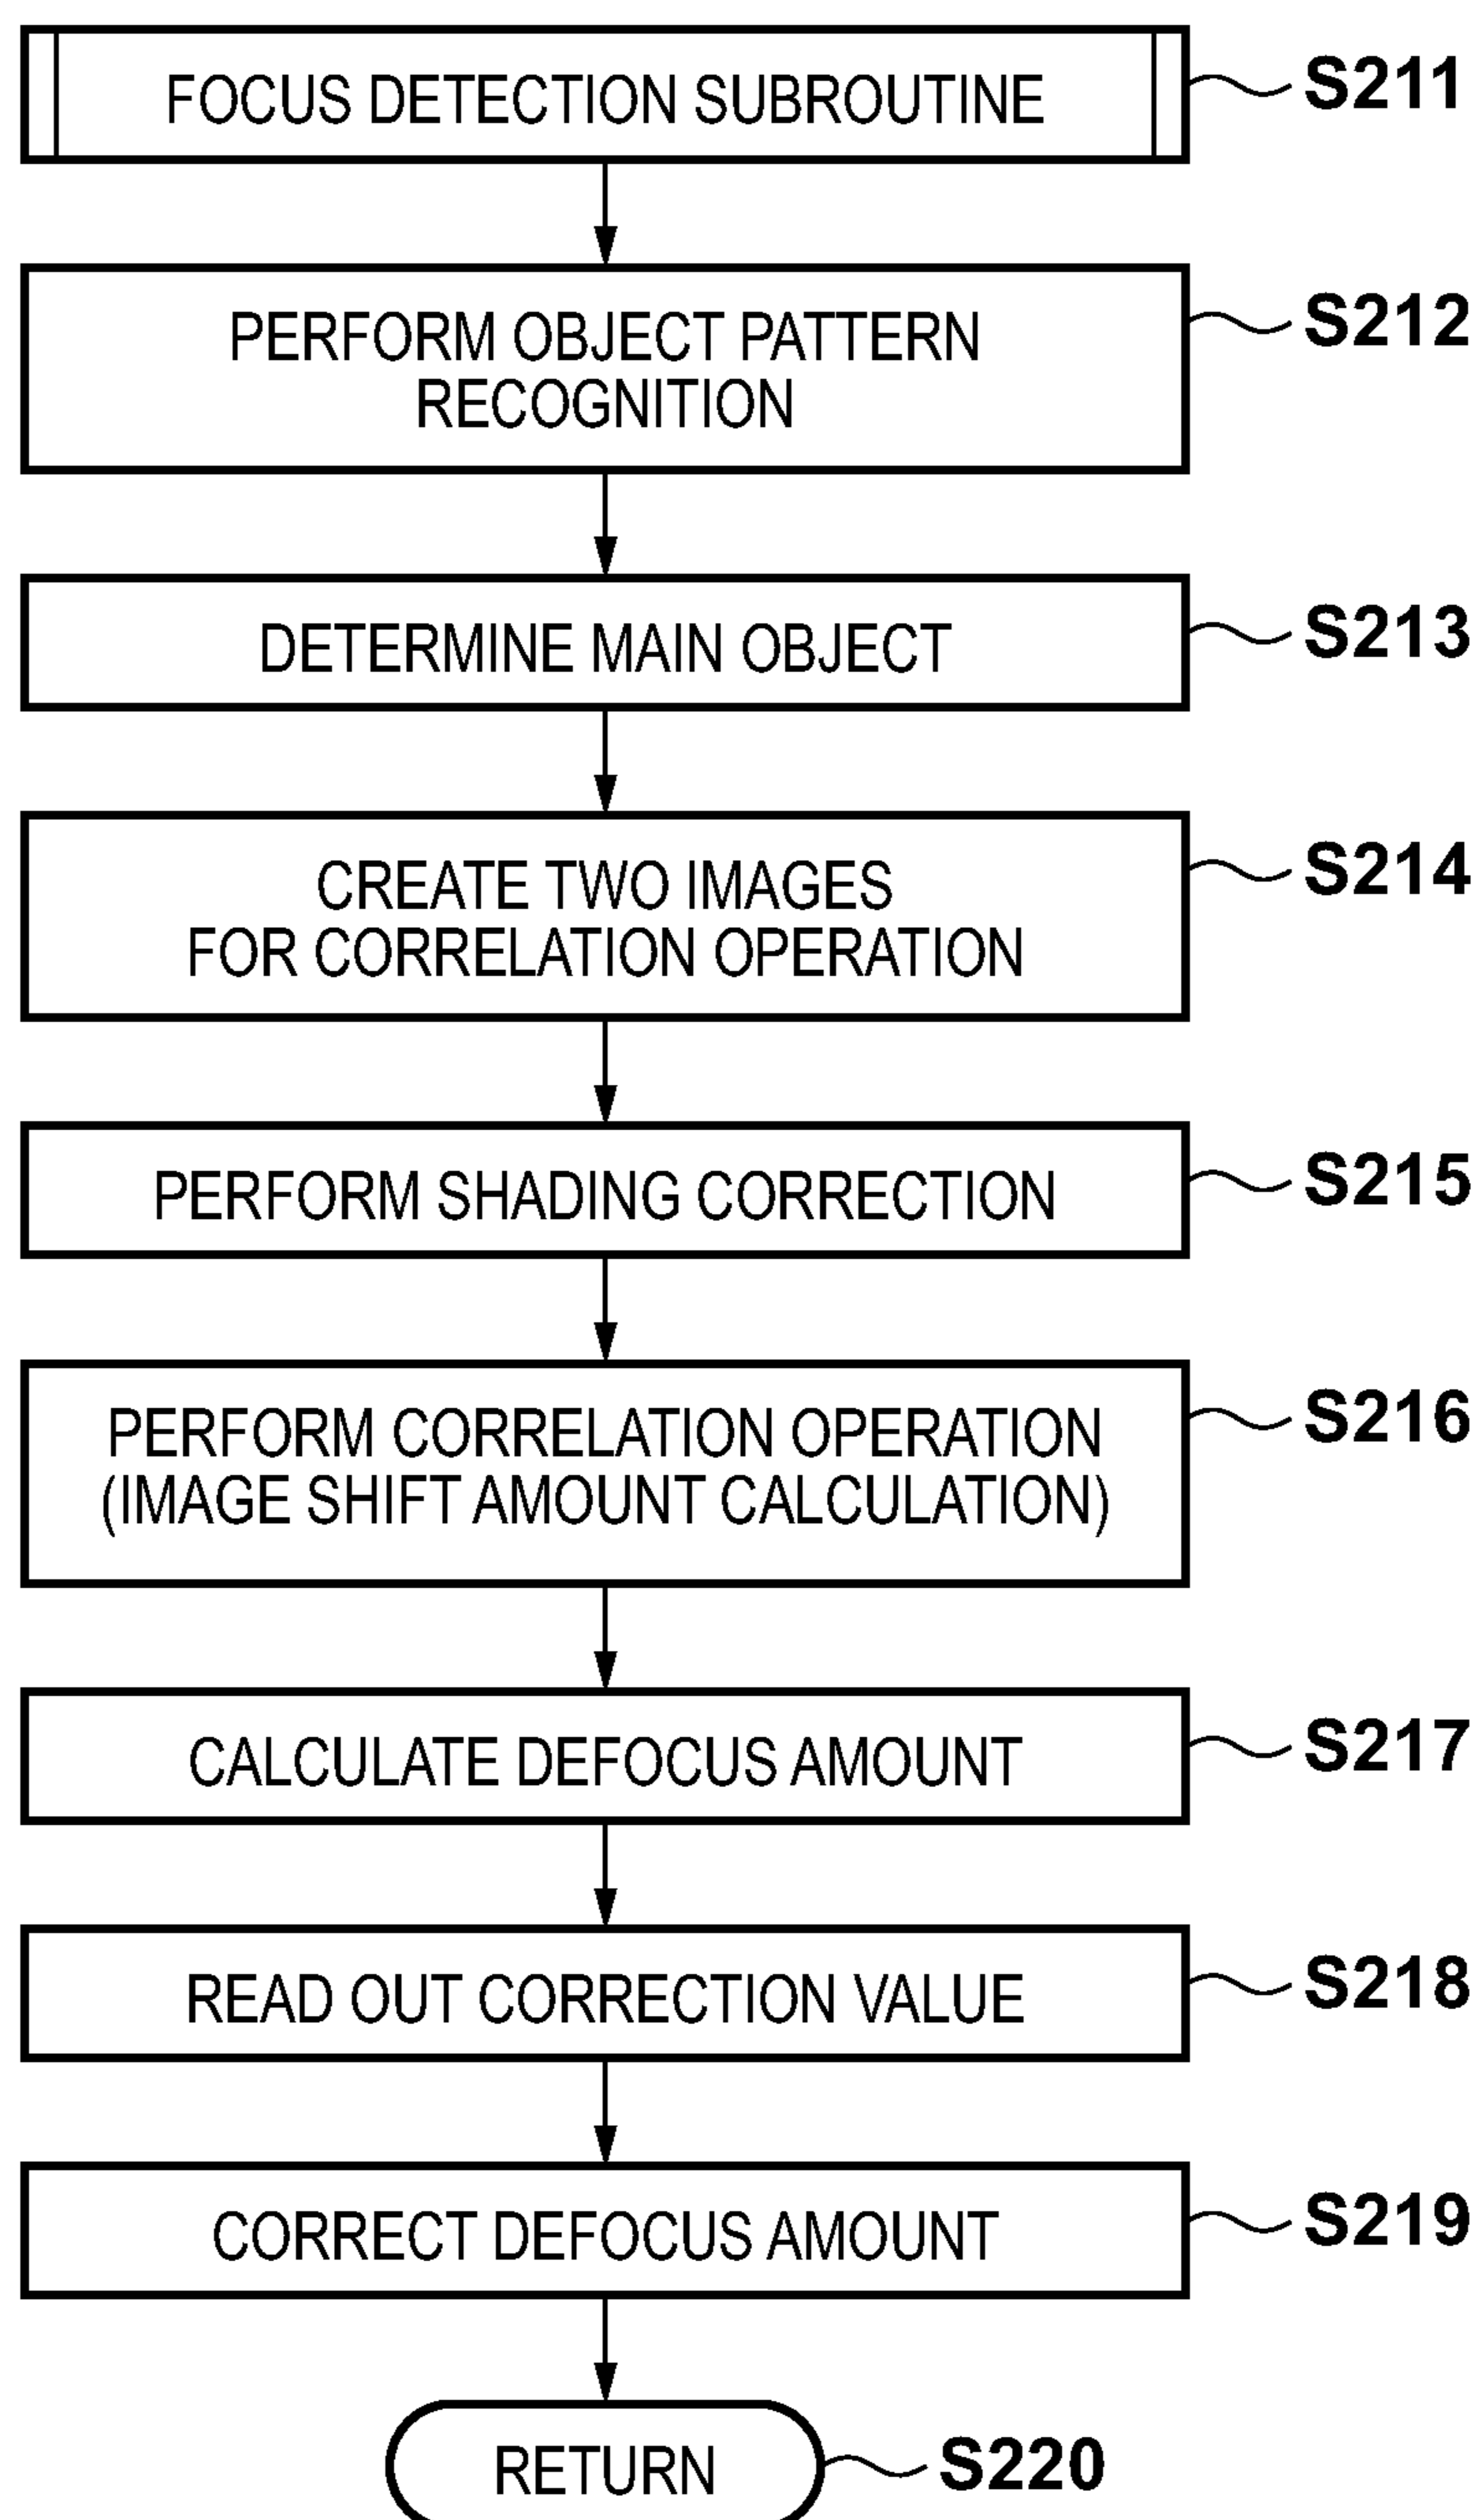 FOCUS DETECTION SUBROUTINE
S211
PERFORM OBJECT PATTERN
RECOGNITION
S212
DETERMINE MAIN OBJECT
S213
CREATE TWO IMAGES
FOR CORRELATION OPERATION
S214
PERFORM SHADING CORRECTION
S215
PERFORM CORRELATION OPERATION
(IMAGE SHIFT AMOUNT CALCULATION)
S216
CALCULATE DEFOCUS AMOUNT
S217
READ OUT CORRECTION VALUE
S218
CORRECT DEFOCUS AMOUNT
S219
RETURN
S220